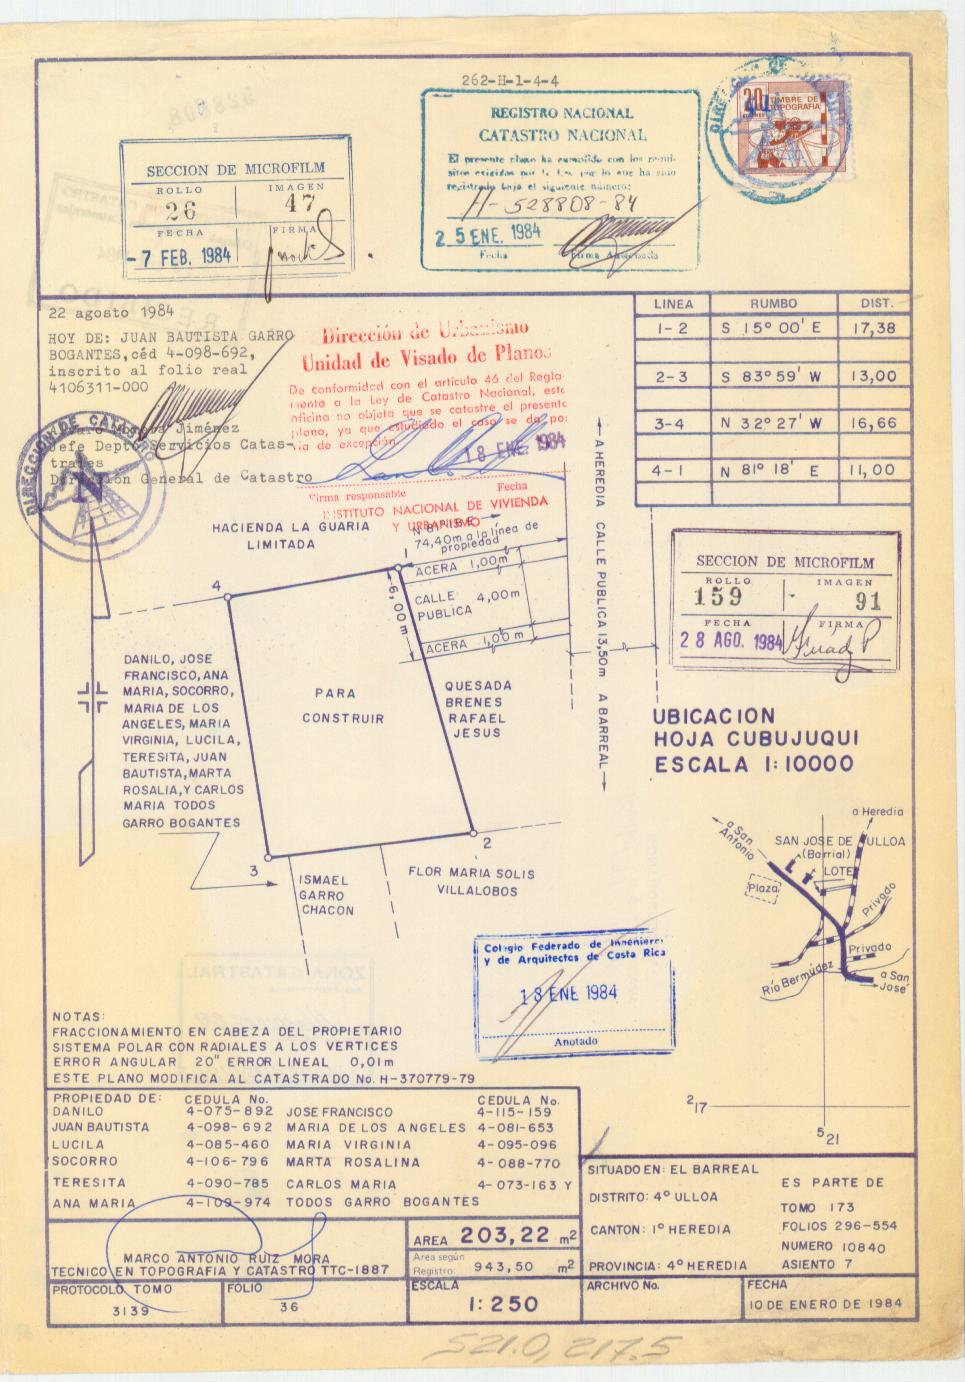 262-H-1-4-4
SECCION DE MICROFILM
ROLLO IMAGEN
26 47
FECHA FIRMA
- 7 FEB. 1984
REGISTRO NACIONAL
CATASTRO NACIONAL
El presente plano ha cumplido con los requi-
sitos exigidos por la Ley por lo que ha sido
registrado bajo el siguiente número:
H-528808-84
25 ENE. 1984
Fecha Firma Autorizada
20 TIMBRE DE
TOPOGRAFIA
22 agosto 1984
HOY DE: JUAN BAUTISTA GARRO
BOGANTES, céd 4-098-692,
inscrito al folio real
4106311-000
Jiménez
Jefe Depto Servicios Catas-
trales
Dirección General de Catastro
DIRECCION DE CATASTRO
N
Dirección de Urbanismo
Unidad de Visado de Planos
De conformidad con el artículo 46 del Regla-
mento a la Ley de Catastro Nacional, esta
oficina no objeta que se catastre el presente
plano, ya que estudiado el caso se da por
vía de excepción.
18 ENE. 1984
Firma responsable Fecha
INSTITUTO NACIONAL DE VIVIENDA
Y URBANISMO
LINEA RUMBO DIST.
1-2 S 15° 00' E 17,38
2-3 S 83° 59' W 13,00
3-4 N 32° 27' W 16,66
4-1 N 81° 18' E 11,00
HACIENDA LA GUARIA
LIMITADA
74,40m a la línea de
propiedad
1
4
ACERA 1,00m
CALLE 4,00m
PUBLICA
ACERA 1,00m
6,00m
A HEREDIA CALLE PUBLICA 13,50m A BARREAL
SECCION DE MICROFILM
ROLLO IMAGEN
159 91
FECHA FIRMA
28 AGO. 1984
DANILO, JOSE
FRANCISCO, ANA
MARIA, SOCORRO,
MARIA DE LOS
ANGELES, MARIA
VIRGINIA, LUCILA,
TERESITA, JUAN
BAUTISTA, MARTA
ROSALIA, Y CARLOS
MARIA TODOS
GARRO BOGANTES
PARA
CONSTRUIR
QUESADA
BRENES
RAFAEL
JESUS
2
3
ISMAEL
GARRO
CHACON
FLOR MARIA SOLIS
VILLALOBOS
UBICACION
HOJA CUBUJUQUI
ESCALA 1:10000
a Heredia
a San
Antonio
SAN JOSE DE ULLOA
(Barrial)
LOTE
Plaza
Privado
Privado
Río Bermúdez
a San
José
217
521
Colegio Federado de Ingenieros
y de Arquitectos de Costa Rica
18 ENE 1984
Anotado
NOTAS:
FRACCIONAMIENTO EN CABEZA DEL PROPIETARIO
SISTEMA POLAR CON RADIALES A LOS VERTICES
ERROR ANGULAR 20" ERROR LINEAL 0,01m
ESTE PLANO MODIFICA AL CATASTRADO No. H-370779-79
PROPIEDAD DE: CEDULA No. CEDULA No.
DANILO 4-075-892 JOSE FRANCISCO 4-115-159
JUAN BAUTISTA 4-098-692 MARIA DE LOS ANGELES 4-081-653
LUCILA 4-085-460 MARIA VIRGINIA 4-095-096
SOCORRO 4-106-796 MARTA ROSALINA 4-088-770
TERESITA 4-090-785 CARLOS MARIA 4-073-163 Y
ANA MARIA 4-109-974 TODOS GARRO BOGANTES
MARCO ANTONIO RUIZ MORA
TECNICO EN TOPOGRAFIA Y CATASTRO TTC-1887
AREA 203,22 m²
Area según
Registro: 943,50 m²
PROTOCOLO TOMO
3139
FOLIO
36
ESCALA
1:250
SITUADO EN: EL BARREAL
DISTRITO: 4° ULLOA
CANTON: 1° HEREDIA
PROVINCIA: 4° HEREDIA
ES PARTE DE
TOMO 173
FOLIOS 296-554
NUMERO 10840
ASIENTO 7
ARCHIVO No.
FECHA
10 DE ENERO DE 1984
521.0, 217.5